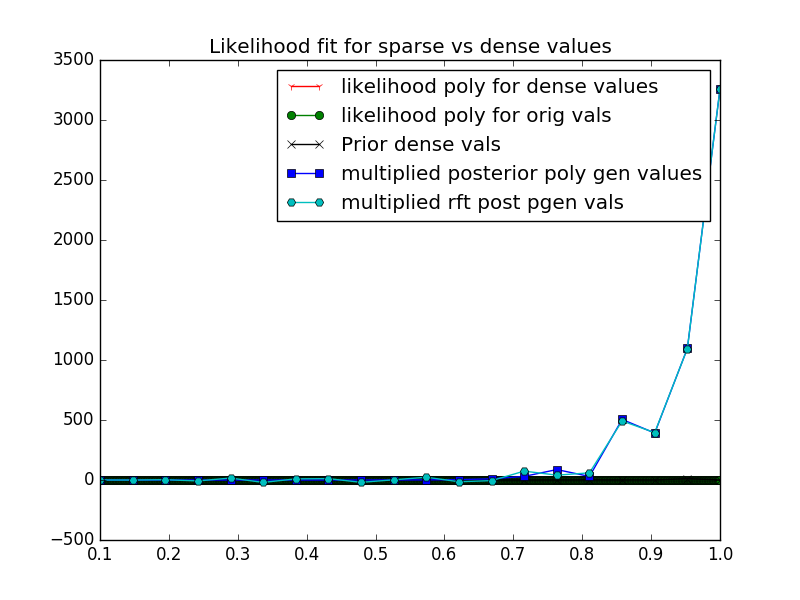 Likelihood fit for sparse vs dense values
3500
3000
2500
2000
1500
1000
500
0
−500
likelihood poly for dense values
likelihood poly for orig vals
Prior dense vals
multiplied posterior poly gen values
multiplied rft post pgen vals
0.1 0.2 0.3 0.4 0.5 0.6 0.7 0.8 0.9 1.0